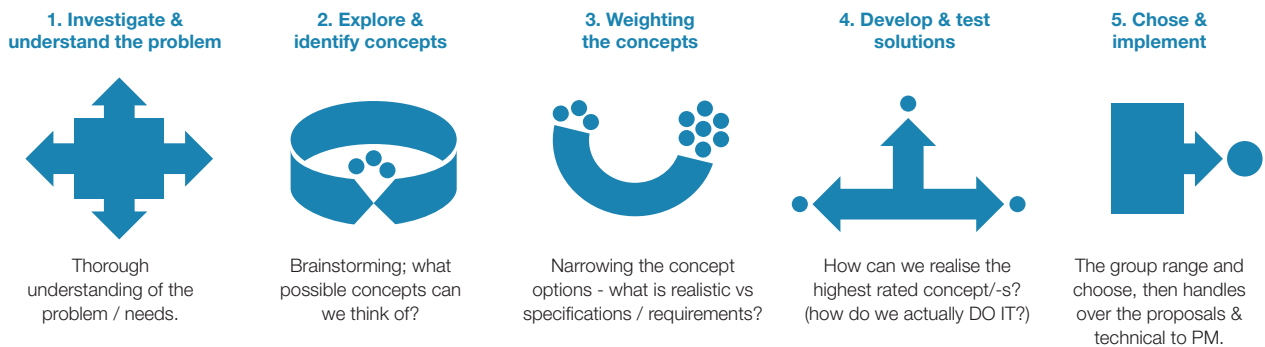 1. Investigate &
understand the problem
Thorough
understanding of the
problem / needs.
2. Explore &
identify concepts
Brainstorming; what
possible concepts can
we think of?
3. Weighting
the concepts
Narrowing the concept
options - what is realistic vs
specifications / requirements?
4. Develop & test
solutions
How can we realise the
highest rated concept/-s?
(how do we actually DO IT?)
5. Chose &
implement
The group range and
choose, then handles
over the proposals &
technical to PM.